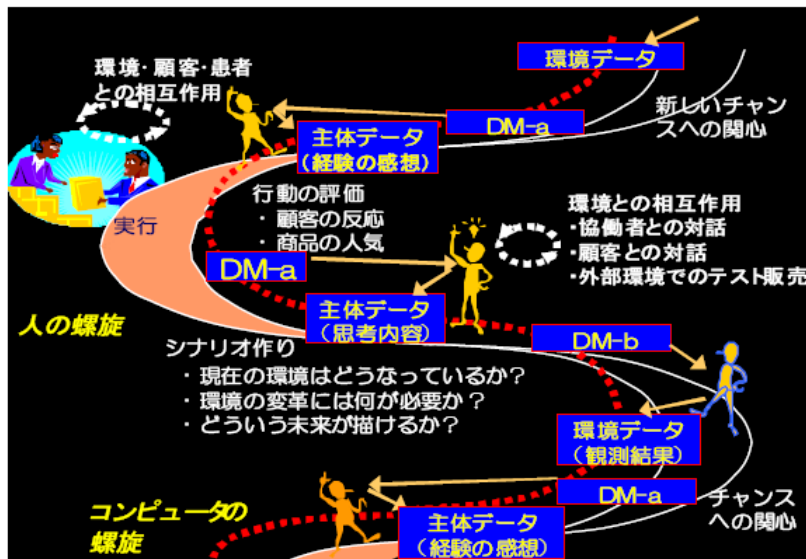 環境・顧客・患者
との相互作用
環境データ
DM-a
新しいチャン
スへの関心
主体データ
(経験の感想)
行動の評価
・顧客の反応
・商品の人気
実行
環境との相互作用
・協働者との対話
・顧客との対話
・外部環境でのテスト販売
DM-a
主体データ
(思考内容)
人の螺旋
DM-b
シナリオ作り
・現在の環境はどうなっているか?
・環境の変革には何が必要か?
・どういう未来が描けるか?
環境データ
(観測結果)
DM-a
チャンス
への関心
コンピュータの
螺旋
主体データ
(経験の感想)